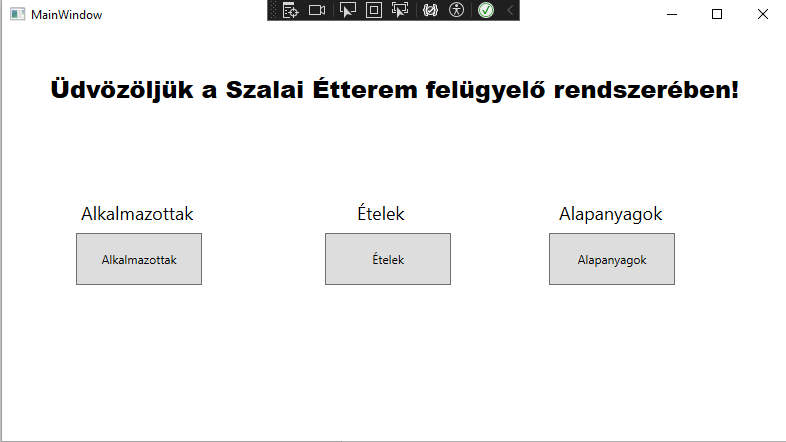 MainWindow
Üdvözöljük a Szalai Étterem felügyelő rendszerében!
Alkalmazottak
Ételek
Alapanyagok
Alkalmazottak
Ételek
Alapanyagok